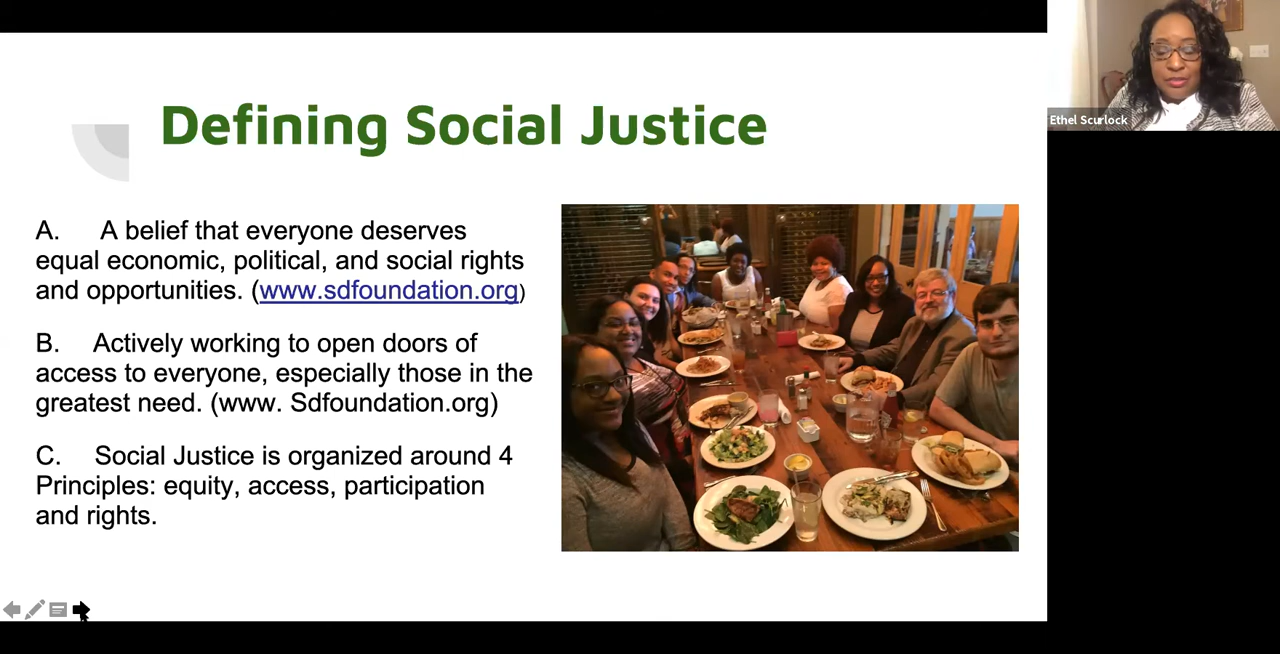 Defining Social Justice
A. A belief that everyone deserves
equal economic, political, and social rights
and opportunities. (www.sdfoundation.org)
B. Actively working to open doors of
access to everyone, especially those in the
greatest need. (www. Sdfoundation.org)
C. Social Justice is organized around 4
Principles: equity, access, participation
and rights.
Ethel Scurlock